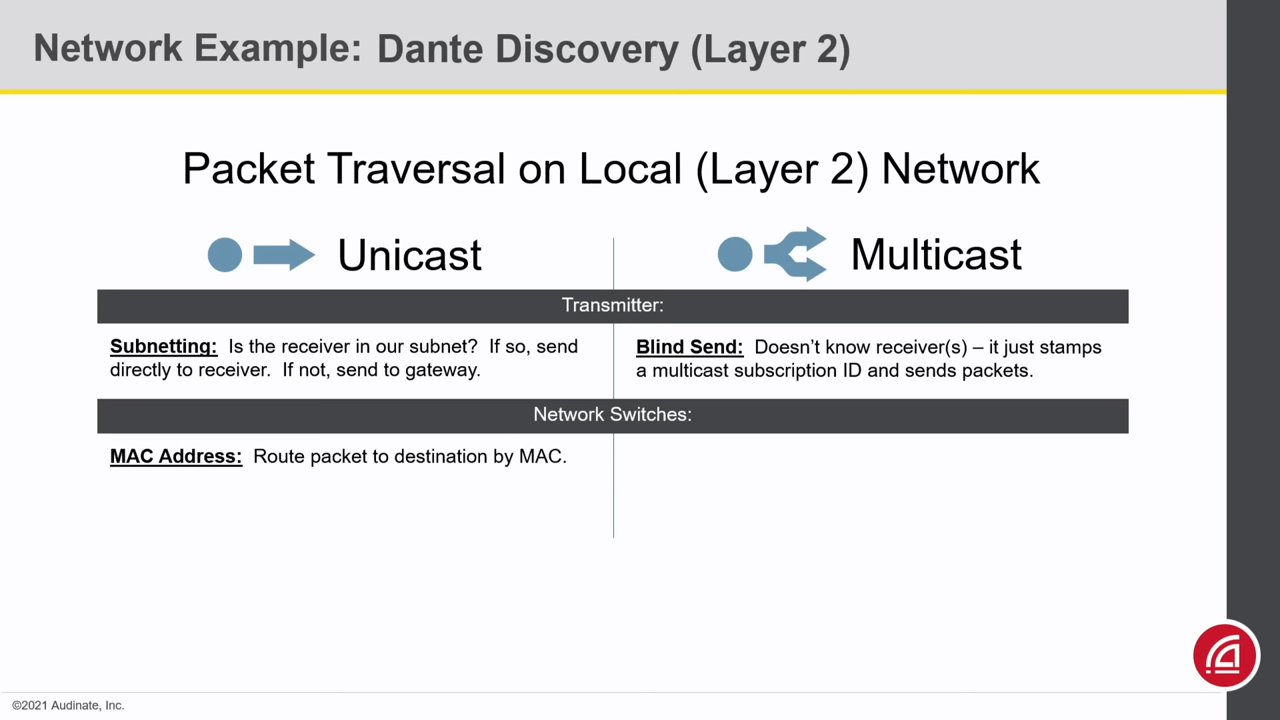 Network Example: Dante Discovery (Layer 2)
Packet Traversal on Local (Layer 2) Network
Unicast
Multicast
Transmitter:
Subnetting: Is the receiver in our subnet? If so, send
directly to receiver. If not, send to gateway.
Blind Send: Doesn’t know receiver(s) – it just stamps
a multicast subscription ID and sends packets.
Network Switches:
MAC Address: Route packet to destination by MAC.
©2021 Audinate, Inc.